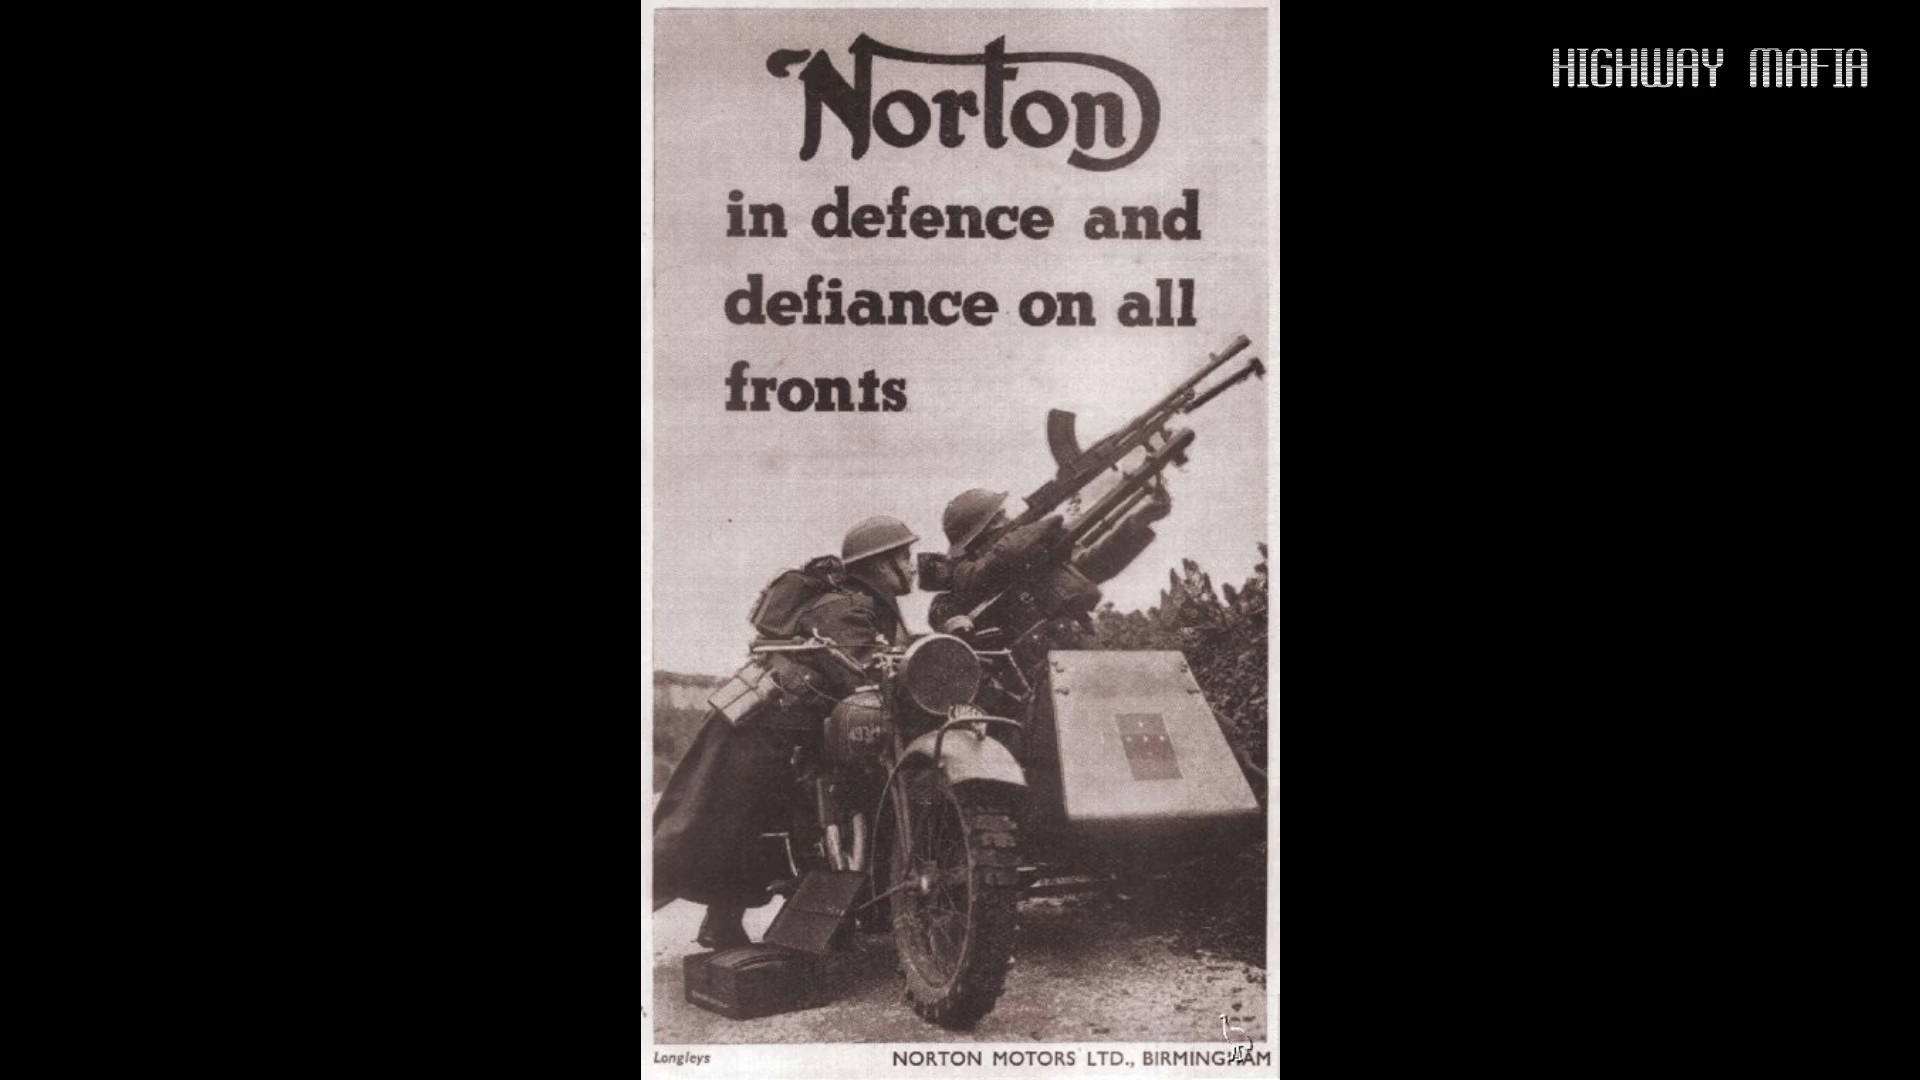 Norton
in defence and
defiance on all
fronts
Longleys
NORTON MOTORS LTD., BIRMINGHAM
HIGHWAY MAFIA